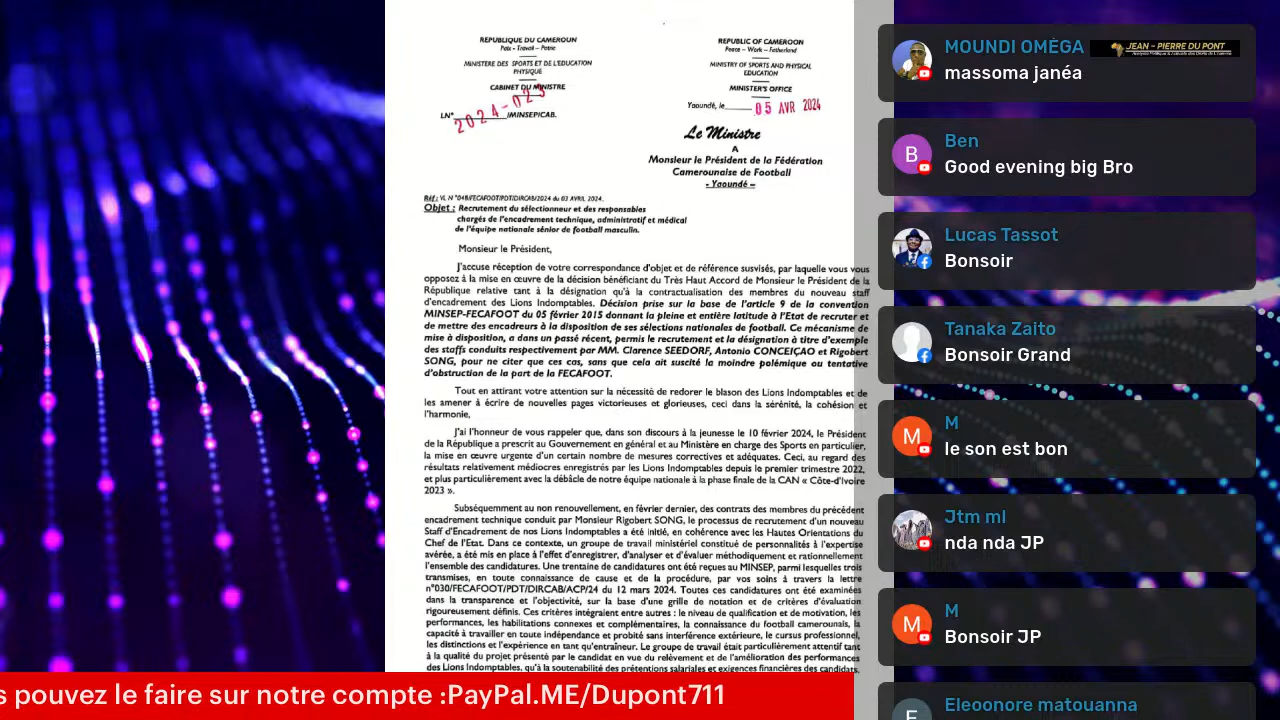 REPUBLIQUE DU CAMEROUN
Paix - Travail - Patrie
MINISTERE DES SPORTS ET DE L'EDUCATION
PHYSIQUE
CABINET DU MINISTRE
LN° 2024-023 /MINSEP/CAB.
REPUBLIC OF CAMEROON
Peace - Work - Fatherland
MINISTRY OF SPORTS AND PHYSICAL
EDUCATION
MINISTER'S OFFICE
Yaoundé, le 05 AVR 2024
Le Ministre
A
Monsieur le Président de la Fédération
Camerounaise de Football
- Yaoundé –
Réf : VL N °048/FECAFOOT/PDT/DIRCAB/2024 du 03 AVRIL 2024.
Objet : Recrutement du sélectionneur et des responsables
chargés de l'encadrement technique, administratif et médical
de l'équipe nationale sénior de football masculin.
Monsieur le Président,
J'accuse réception de votre correspondance d'objet et de référence susvisés, par laquelle vous vous
opposez à la mise en œuvre de la décision bénéficiant du Très Haut Accord de Monsieur le Président de la
République relative tant à la désignation qu'à la contractualisation des membres du nouveau staff
d'encadrement des Lions Indomptables. Décision prise sur la base de l'article 9 de la convention
MINSEP-FECAFOOT du 05 février 2015 donnant la pleine et entière latitude à l'Etat de recruter et
de mettre des encadreurs à la disposition de ses sélections nationales de football. Ce mécanisme de
mise à disposition, a dans un passé récent, permis le recrutement et la désignation à titre d'exemple
des staffs conduits respectivement par MM. Clarence SEEDORF, Antonio CONCEIÇAO et Rigobert
SONG, pour ne citer que ces cas, sans que cela ait suscité la moindre polémique ou tentative
d'obstruction de la part de la FECAFOOT.
Tout en attirant votre attention sur la nécessité de redorer le blason des Lions Indomptables et de
les amener à écrire de nouvelles pages victorieuses et glorieuses, ceci dans la sérénité, la cohésion et
l'harmonie,
J'ai l'honneur de vous rappeler que, dans son discours à la jeunesse le 10 février 2024, le Président
de la République a prescrit au Gouvernement en général et au Ministère en charge des Sports en particulier,
la mise en œuvre urgente d'un certain nombre de mesures correctives et adéquates. Ceci, au regard des
résultats relativement médiocres enregistrés par les Lions Indomptables depuis le premier trimestre 2022,
et plus particulièrement avec la débâcle de notre équipe nationale à la phase finale de la CAN « Côte-d'Ivoire
2023 ».
Subséquemment au non renouvellement, en février dernier, des contrats des membres du précédent
encadrement technique conduit par Monsieur Rigobert SONG, le processus de recrutement d'un nouveau
Staff d'Encadrement de nos Lions Indomptables a été initié, en cohérence avec les Hautes Orientations du
Chef de l'Etat. Dans ce contexte, un groupe de travail ministériel constitué de personnalités à l'expertise
avérée, a été mis en place à l'effet d'enregistrer, d'analyser et d'évaluer méthodiquement et rationnellement
l'ensemble des candidatures. Une trentaine de candidatures ont été reçues au MINSEP, parmi lesquelles trois
transmises, en toute connaissance de cause et de la procédure, par vos soins à travers la lettre
n°030/FECAFOOT/PDT/DIRCAB/ACP/24 du 12 mars 2024. Toutes ces candidatures ont été examinées
dans la transparence et l'objectivité, sur la base d'une grille de notation et de critères d'évaluation
rigoureusement définis. Ces critères intégraient entre autres : le niveau de qualification et de motivation, les
performances, les habilitations connexes et complémentaires, la connaissance du football camerounais, la
capacité à travailler en toute indépendance et probité sans interférence extérieure, le cursus professionnel,
les distinctions et l'expérience en tant qu'entraîneur. Le groupe de travail était particulièrement attentif tant
à la qualité du projet présenté par le candidat en vue du relèvement et de l'amélioration des performances
des Lions Indomptables, qu'à la soutenabilité des prétentions salariales et exigences financières des candidats.
MOUNDI OMÉGA
JEAN - PIERRE DU PONT
massoma janéa
B
Ben
Good evening big Bro
Lucas Tassot
Bonsoir
Tanaka Zaito
Bonsoir Grand
M
M
le son est bon
Jtm ml
nda nda JP
M
M
Bonsoir JP
E
Eleoonore matouanna
s pouvez le faire sur notre compte :PayPal.ME/Dupont711